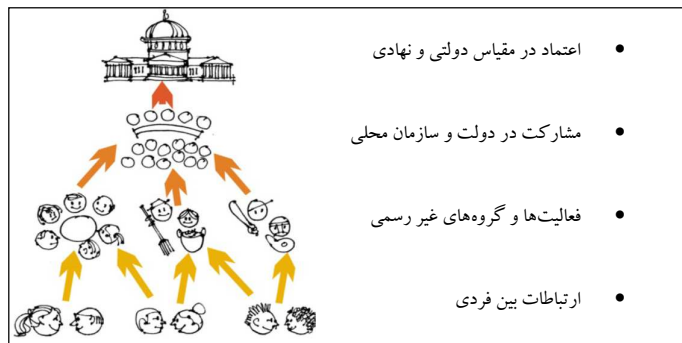 اعتماد در مقیاس دولتی و نهادی
مشارکت در دولت و سازمان محلی
فعالیت‌ها و گروه‌های غیر رسمی
ارتباطات بین فردی